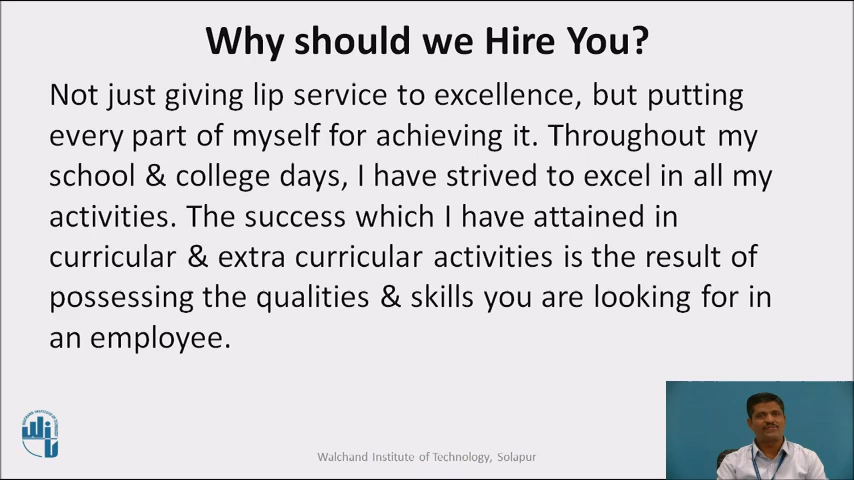 Why should we Hire You?
Not just giving lip service to excellence, but putting
every part of myself for achieving it. Throughout my
school & college days, I have strived to excel in all my
activities. The success which I have attained in
curricular & extra curricular activities is the result of
possessing the qualities & skills you are looking for in
an employee.
Walchand Institute of Technology, Solapur